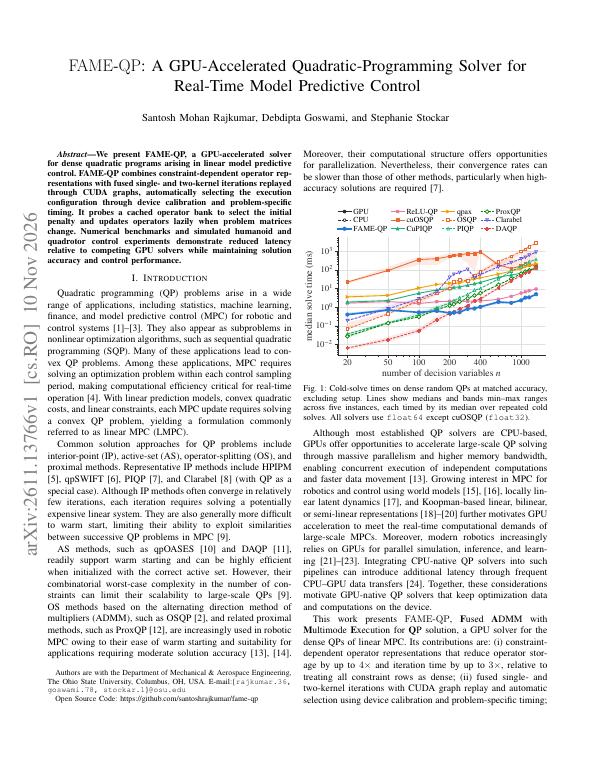 FAME-QP: A GPU-Accelerated Quadratic-Programming Solver for
Real-Time Model Predictive Control
Santosh Mohan Rajkumar, Debdipta Goswami, and Stephanie Stockar
arXiv:2611.13766v1 [cs.RO] 10 Nov 2026
Abstract—We present FAME-QP, a GPU-accelerated solver
for dense quadratic programs arising in linear model predictive
control. FAME-QP combines constraint-dependent operator rep-
resentations with fused single- and two-kernel iterations replayed
through CUDA graphs, automatically selecting the execution
configuration through device calibration and problem-specific
timing. It probes a cached operator bank to select the initial
penalty and updates operators lazily when problem matrices
change. Numerical benchmarks and simulated humanoid and
quadrotor control experiments demonstrate reduced latency
relative to competing GPU solvers while maintaining solution
accuracy and control performance.
I. INTRODUCTION
Quadratic programming (QP) problems arise in a wide
range of applications, including statistics, machine learning,
finance, and model predictive control (MPC) for robotic and
control systems [1]–[3]. They also appear as subproblems in
nonlinear optimization algorithms, such as sequential quadratic
programming (SQP). Many of these applications lead to con-
vex QP problems. Among these applications, MPC requires
solving an optimization problem within each control sampling
period, making computational efficiency critical for real-time
operation [4]. With linear prediction models, convex quadratic
costs, and linear constraints, each MPC update requires solving
a convex QP problem, yielding a formulation commonly
referred to as linear MPC (LMPC).
Common solution approaches for QP problems include
interior-point (IP), active-set (AS), operator-splitting (OS), and
proximal methods. Representative IP methods include HPIPM
[5], qpSWIFT [6], PIQP [7], and Clarabel [8] (with QP as a
special case). Although IP methods often converge in relatively
few iterations, each iteration requires solving a potentially
expensive linear system. They are also generally more difficult
to warm start, limiting their ability to exploit similarities
between successive QP problems in MPC [9].
AS methods, such as qpOASES [10] and DAQP [11],
readily support warm starting and can be highly efficient
when initialized with the correct active set. However, their
combinatorial worst-case complexity in the number of con-
straints can limit their scalability to large-scale QPs [9].
OS methods based on the alternating direction method of
multipliers (ADMM), such as OSQP [2], and related proximal
methods, such as ProxQP [12], are increasingly used in robotic
MPC owing to their ease of warm starting and suitability for
applications requiring moderate solution accuracy [13], [14].
Authors are with the Department of Mechanical & Aerospace Engineering,
The Ohio State University, Columbus, OH, USA. E-mail:[rajkumar.36,
goswami.78, stockar.1]@osu.edu
Open Source Code: https://github.com/santoshrajkumar/fame-qp
Moreover, their computational structure offers opportunities
for parallelization. Nevertheless, their convergence rates can
be slower than those of other methods, particularly when high-
accuracy solutions are required [7].
GPU ReLU-QP qpax ProxQP
CPU cuOSQP OSQP Clarabel
FAME-QP CuPIQP PIQP DAQP
median solve time (ms)
10³
10²
10¹
10⁰
10⁻¹
10⁻²
20 50 100 200 400 1000
number of decision variables n
Fig. 1: Cold-solve times on dense random QPs at matched accuracy,
excluding setup. Lines show medians and bands min–max ranges
across five instances, each timed by its median over repeated cold
solves. All solvers use float64 except cuOSQP (float32).
Although most established QP solvers are CPU-based,
GPUs offer opportunities to accelerate large-scale QP solving
through massive parallelism and higher memory bandwidth,
enabling concurrent execution of independent computations
and faster data movement [13]. Growing interest in MPC for
robotics and control using world models [15], [16], locally lin-
ear latent dynamics [17], and Koopman-based linear, bilinear,
or semi-linear representations [18]–[20] further motivates GPU
acceleration to meet the real-time computational demands of
large-scale MPCs. Moreover, modern robotics increasingly
relies on GPUs for parallel simulation, inference, and learn-
ing [21]–[23]. Integrating CPU-native QP solvers into such
pipelines can introduce additional latency through frequent
CPU–GPU data transfers [24]. Together, these considerations
motivate GPU-native QP solvers that keep optimization data
and computations on the device.
This work presents FAME-QP, Fused ADMM with
Multimode Execution for QP solution, a GPU solver for the
dense QPs of linear MPC. Its contributions are: (i) constraint-
dependent operator representations that reduce operator stor-
age by up to 4× and iteration time by up to 3×, relative to
treating all constraint rows as dense; (ii) fused single- and
two-kernel iterations with CUDA graph replay and automatic
selection using device calibration and problem-specific timing;